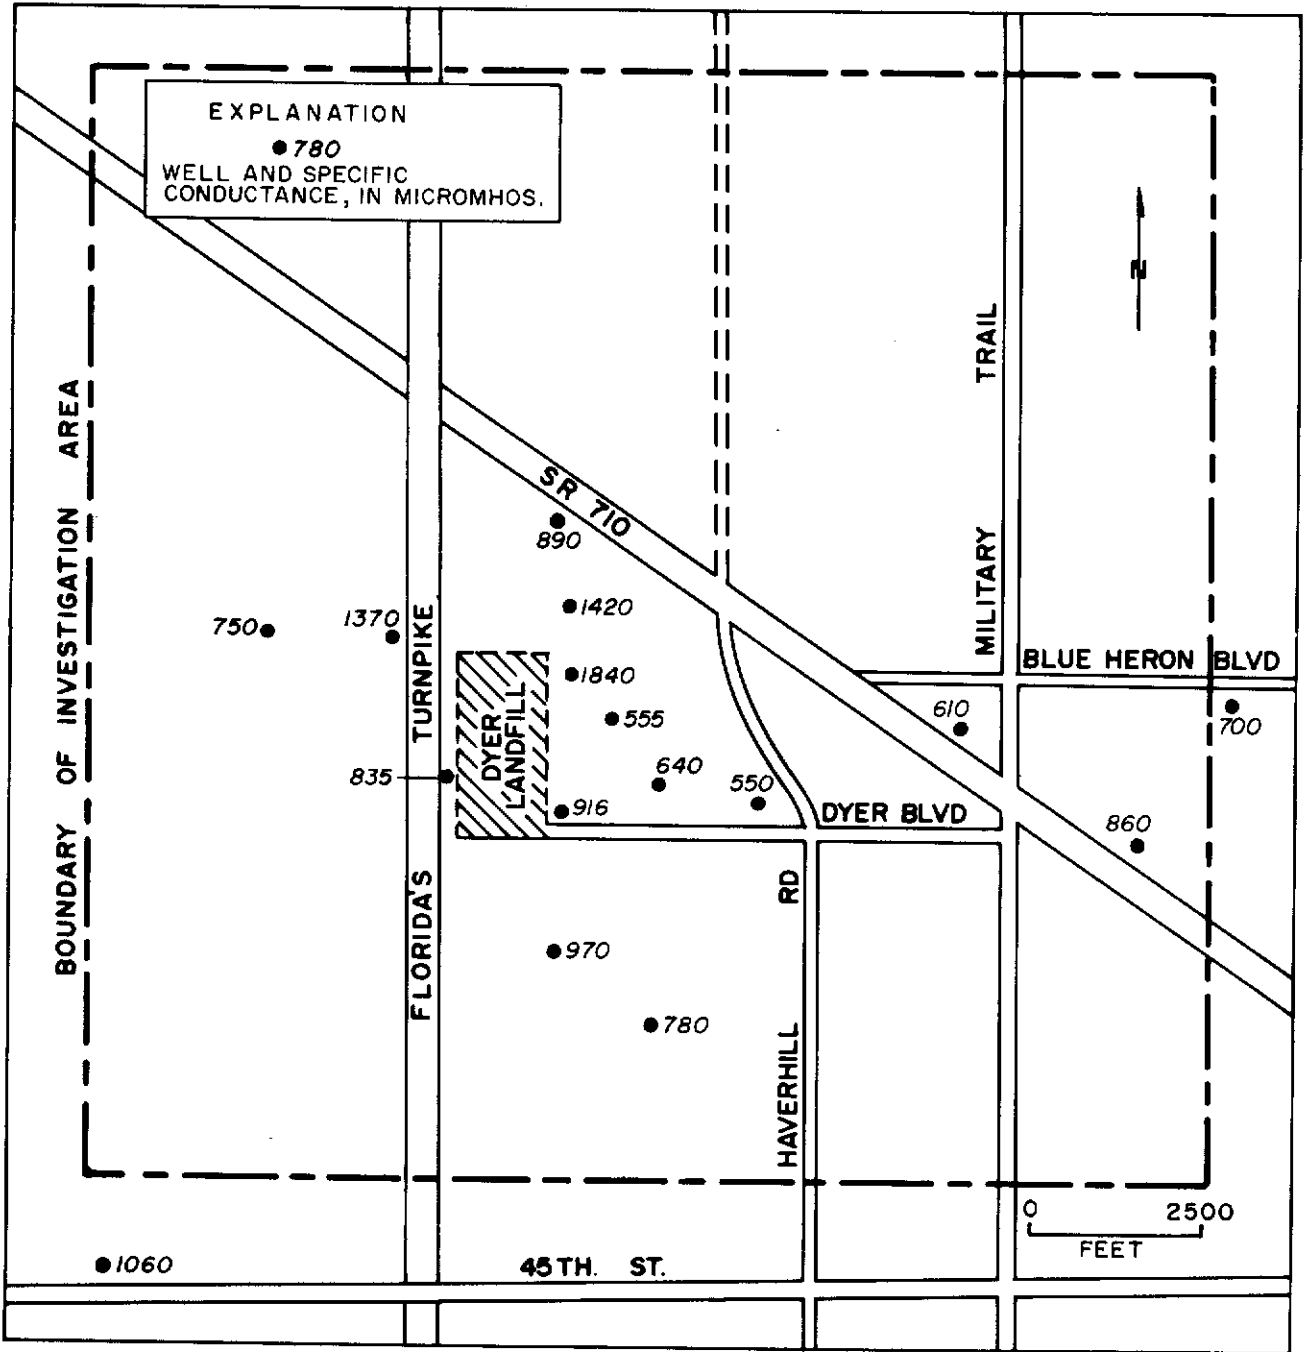 EXPLANATION
780
WELL AND SPECIFIC
CONDUCTANCE, IN MICROMHOS.
N
BOUNDARY OF INVESTIGATION AREA
SR 710
MILITARY TRAIL
890
1420
750
1370
FLORIDA'S TURNPIKE
BLUE HERON BLVD
1840
DYER
LANDFILL
555
610
700
835
640
550
916
DYER BLVD
860
HAVERHILL RD
970
780
0 2500
FEET
1060
45TH. ST.